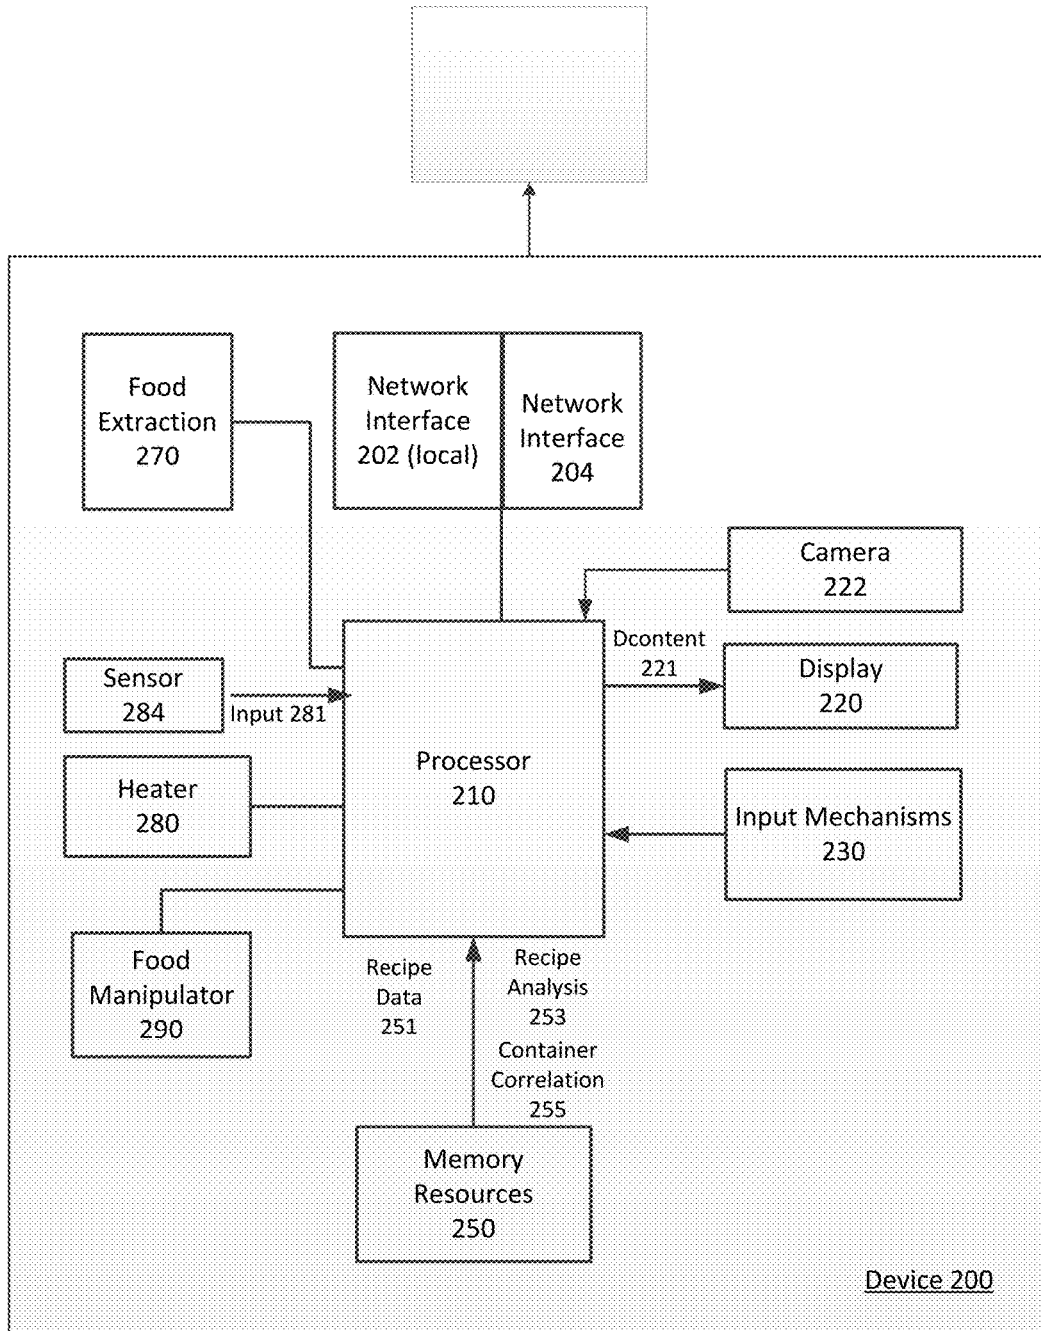 Food
Extraction
270
Network
Interface
202 (local)
Network
Interface
204
Camera
222
Dcontent
221
Display
220
Sensor
284
Input 281
Processor
210
Heater
280
Input Mechanisms
230
Food
Manipulator
290
Recipe
Data
251
Recipe
Analysis
253
Container
Correlation
255
Memory
Resources
250
Device 200